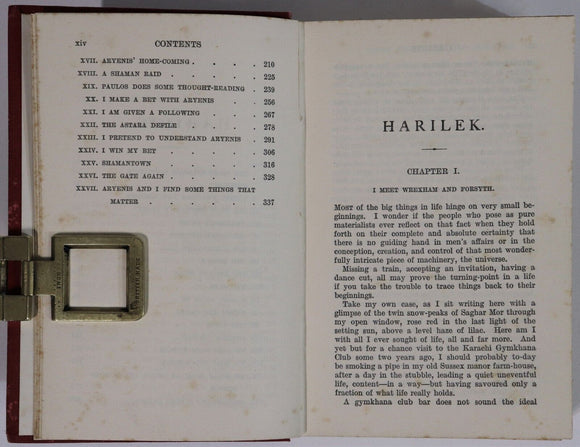 xiv CONTENTS
XVII. ARYENIS' HOME-COMING . . . . 210
XVIII. A SHAMAN RAID . . . . . 225
XIX. PAULOS DOES SOME THOUGHT-READING . 239
XX. I MAKE A BET WITH ARYENIS . . . 256
XXI. I AM GIVEN A FOLLOWING . . . 267
XXII. THE ASTARA DEFILE . . . . 278
XXIII. I PRETEND TO UNDERSTAND ARYENIS . . 291
XXIV. I WIN MY BET . . . . . 306
XXV. SHAMANTOWN . . . . . 316
XXVI. THE GATE AGAIN . . . . . 328
XXVII. ARYENIS AND I FIND SOME THINGS THAT
MATTER . . . . . . 337
HARILEK.
CHAPTER I.
I MEET WREXHAM AND FORSYTH.
MOST of the big things in life hinge on very small be-
ginnings. I wonder if the people who pose as pure
materialists ever reflect on that fact when they hold
forth on their complete and absolute certainty that
there is no guiding hand in men's affairs or in the
conception, creation, and control of that most wonder-
fully intricate piece of machinery, the universe.
Missing a train, accepting an invitation, having a
dance cut, all may prove the turning-point in a life
if you take the trouble to trace things back to their
beginnings.
Take my own case, as I sit writing here with a
glimpse of the twin snow-peaks of Saghar Mor through
my open window, rose red in the last light of the
setting sun, above a level haze of lilac. Here am I
with all I ever sought of life, all and far more. And
yet but for a chance visit to the Karachi Gymkhana
Club some two years ago, I should probably to-day
be smoking a pipe in my old Sussex manor farm-house,
after a day in the stubble, leading a quiet uneventful
life, content—in a way—but having savoured only a
fraction of what life really holds.
A gymkhana club bar does not sound the ideal